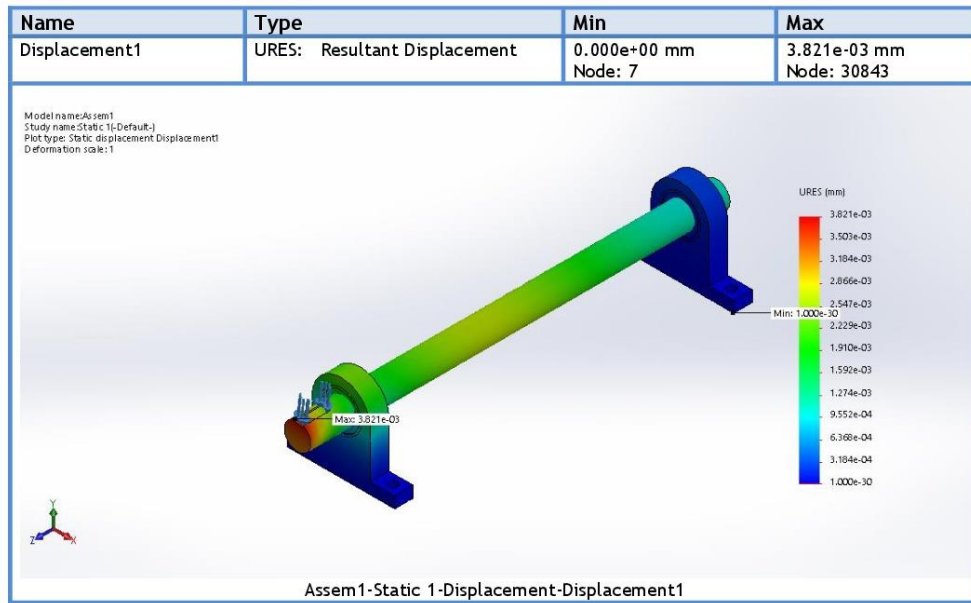 Name Type Min Max
Displacement1 URES: Resultant Displacement 0.000e+00 mm 3.821e-03 mm
Node: 7 Node: 30843
Model name:Assem1
Study name:Static 1(-Default-)
Plot type: Static displacement Displacement1
Deformation scale: 1
URES (mm)
3.821e-03
3.503e-03
3.184e-03
2.866e-03
2.547e-03
2.229e-03
1.910e-03
1.592e-03
1.274e-03
9.552e-04
6.368e-04
3.184e-04
1.000e-30
Min: 1.000e-30
Max: 3.821e-03
Y
Z
X
Assem1-Static 1-Displacement-Displacement1